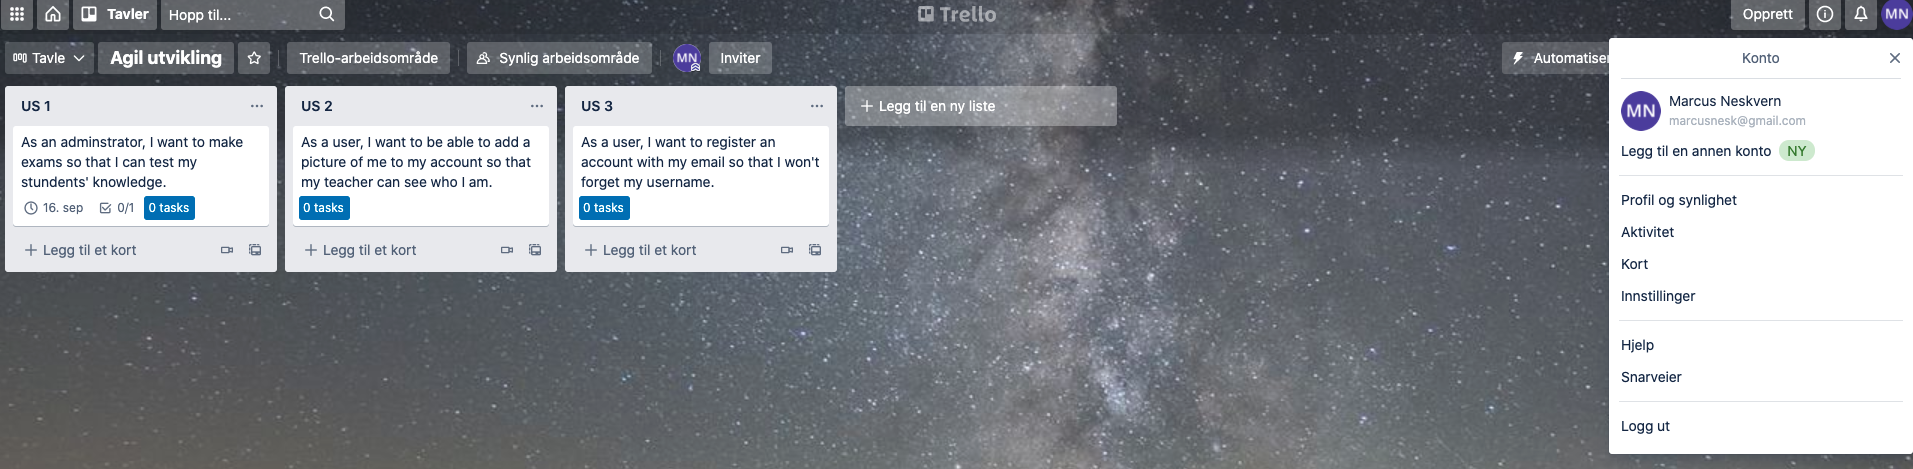 Tavler
Hopp til...
Trello
Opprett
MN
Tavle
Agil utvikling
Trello-arbeidsområde
Synlig arbeidsområde
MN
Inviter
Automatiser
US 1
As an adminstrator, I want to make
exams so that I can test my
stundents' knowledge.
16. sep
0/1
0 tasks
Legg til et kort
US 2
As a user, I want to be able to add a
picture of me to my account so that
my teacher can see who I am.
0 tasks
Legg til et kort
US 3
As a user, I want to register an
account with my email so that I won't
forget my username.
0 tasks
Legg til et kort
Legg til en ny liste
Konto
MN
Marcus Neskvern
marcusnesk@gmail.com
Legg til en annen konto NY
Profil og synlighet
Aktivitet
Kort
Innstillinger
Hjelp
Snarveier
Logg ut